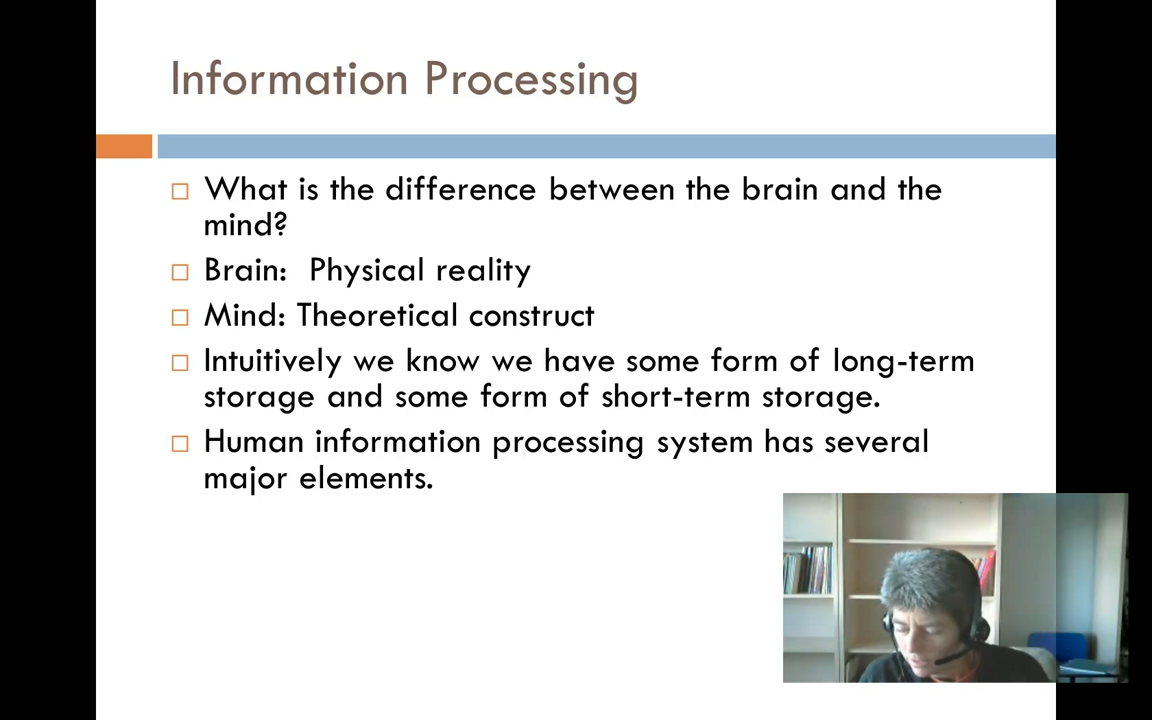 Information Processing
What is the difference between the brain and the
mind?
Brain:  Physical reality
Mind: Theoretical construct
Intuitively we know we have some form of long-term
storage and some form of short-term storage.
Human information processing system has several
major elements.